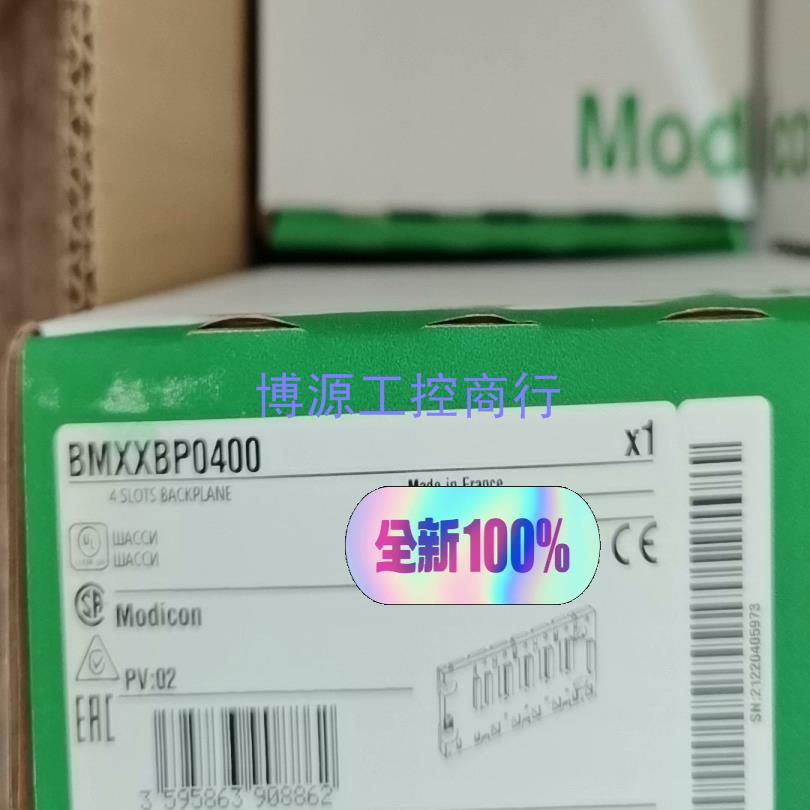 Modico
博源工控商行
BMXXBP0400
x1
4 SLOTS BACKPLANE
Made in France
ШАССИ
ШАССИ
全新100%
CE
Modicon
PV:02
EAC
3 595863 908862
SN:21220405973